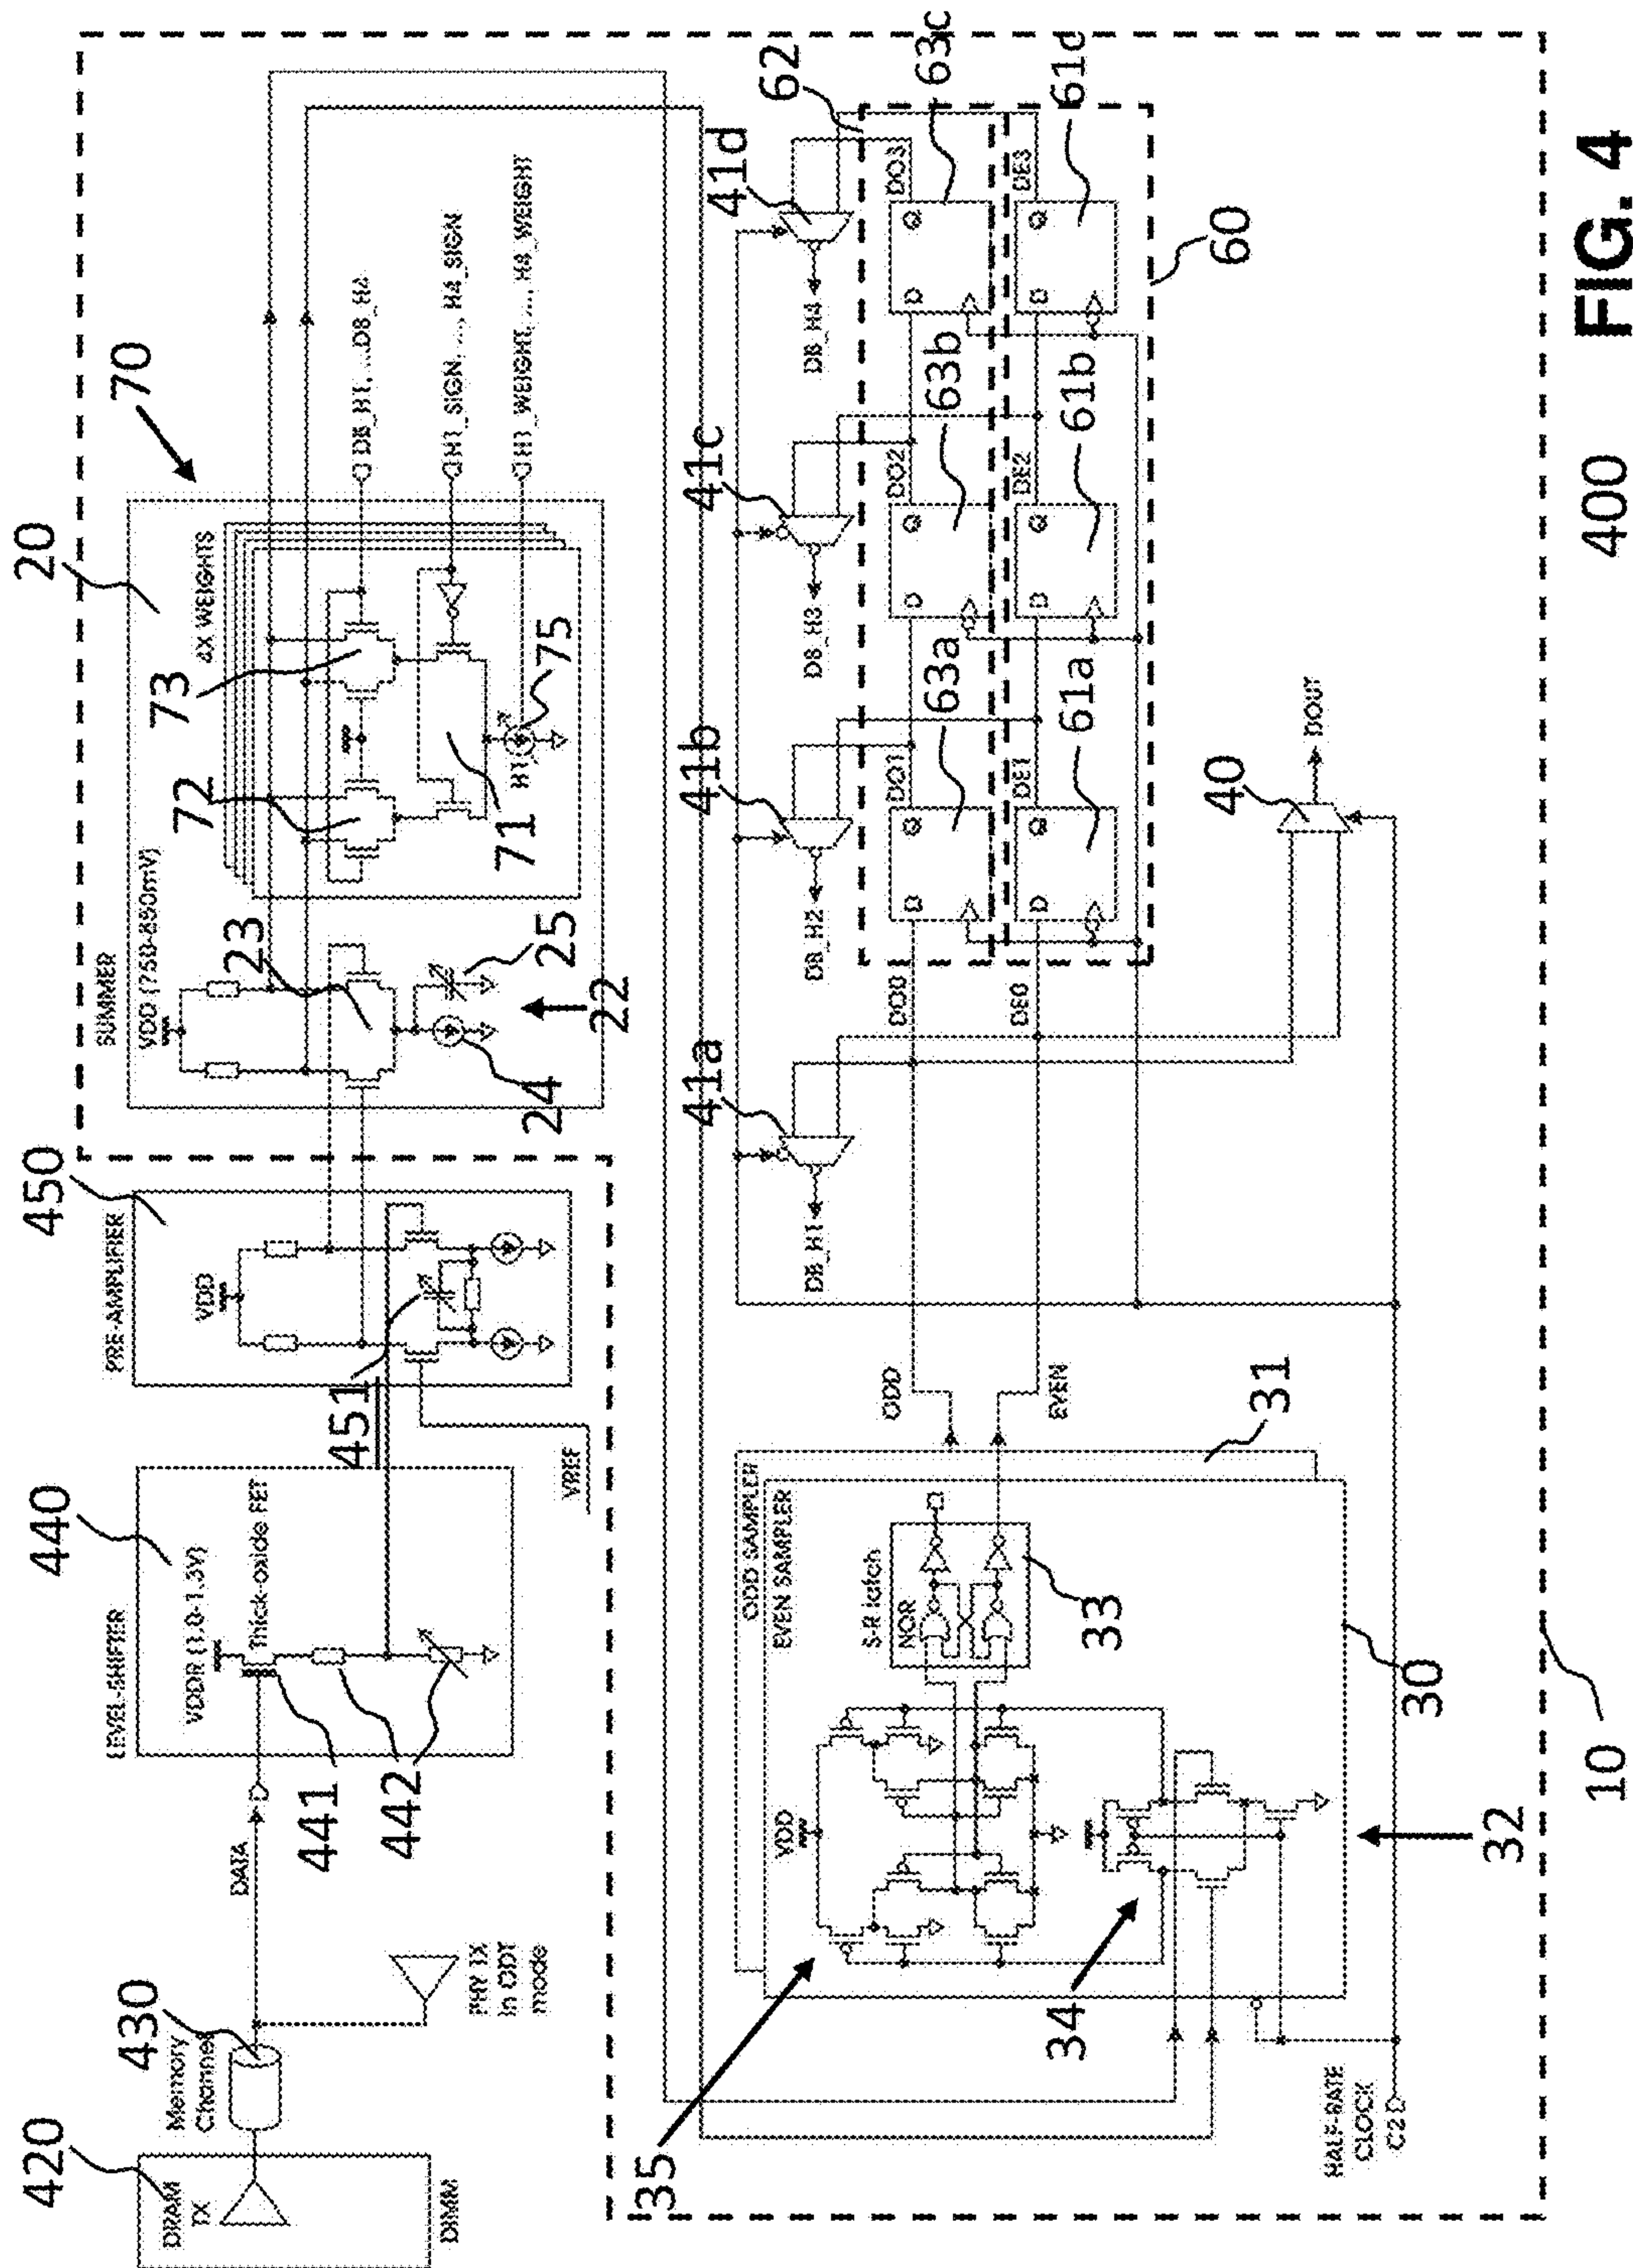 420
DRAM
TX
DIMM
430
Memory
Channel
DATA
PHY TX
in ODT
mode
440
LEVEL-SHIFTER
VDDR (1.0-1.3V)
Thick-oxide FET
441
442
450
PRE-AMPLIFIER
VDD
451
VREF
20
SUMMER
VDD (750-850mV)
23
24
25
22
4X WEIGHTS
72
73
71
H1
75
70
DB_H1, ...DB_H4
H1_SIGN, ..., H4_SIGN
H1_WEIGHT, ..., H4_WEIGHT
35
VDD
34
32
ODD SAMPLER
EVEN SAMPLER
S-R latch
NOR
33
31
30
ODD
EVEN
HALF-RATE
CLOCK
C2
10
41a
DB_H1
41b
DB_H2
41c
DB_H3
41d
DB_H4
62
DO0
D
Q
DO1
63a
D
Q
DO2
63b
D
Q
DO3
63c
DE0
D
Q
DE1
61a
D
Q
DE2
61b
D
Q
DE3
61d
60
40
DOUT
400
FIG. 4